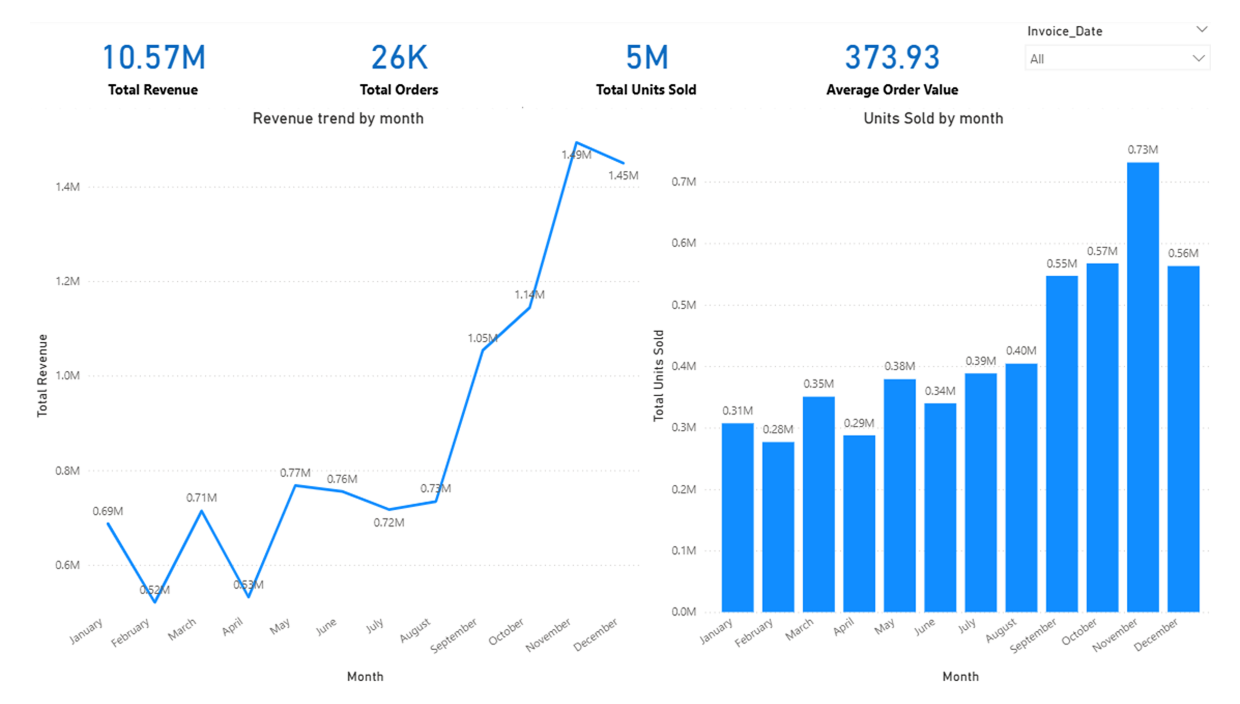 10.57M
Total Revenue
26K
Total Orders
5M
Total Units Sold
373.93
Average Order Value
Invoice_Date
All
Revenue trend by month
Total Revenue
1.4M
1.2M
1.0M
0.8M
0.6M
0.69M
0.52M
0.71M
0.53M
0.77M
0.76M
0.72M
0.73M
1.05M
1.14M
1.49M
1.45M
January
February
March
April
May
June
July
August
September
October
November
December
Month
Units Sold by month
Total Units Sold
0.7M
0.6M
0.5M
0.4M
0.3M
0.2M
0.1M
0.0M
0.31M
0.28M
0.35M
0.29M
0.38M
0.34M
0.39M
0.40M
0.55M
0.57M
0.73M
0.56M
January
February
March
April
May
June
July
August
September
October
November
December
Month